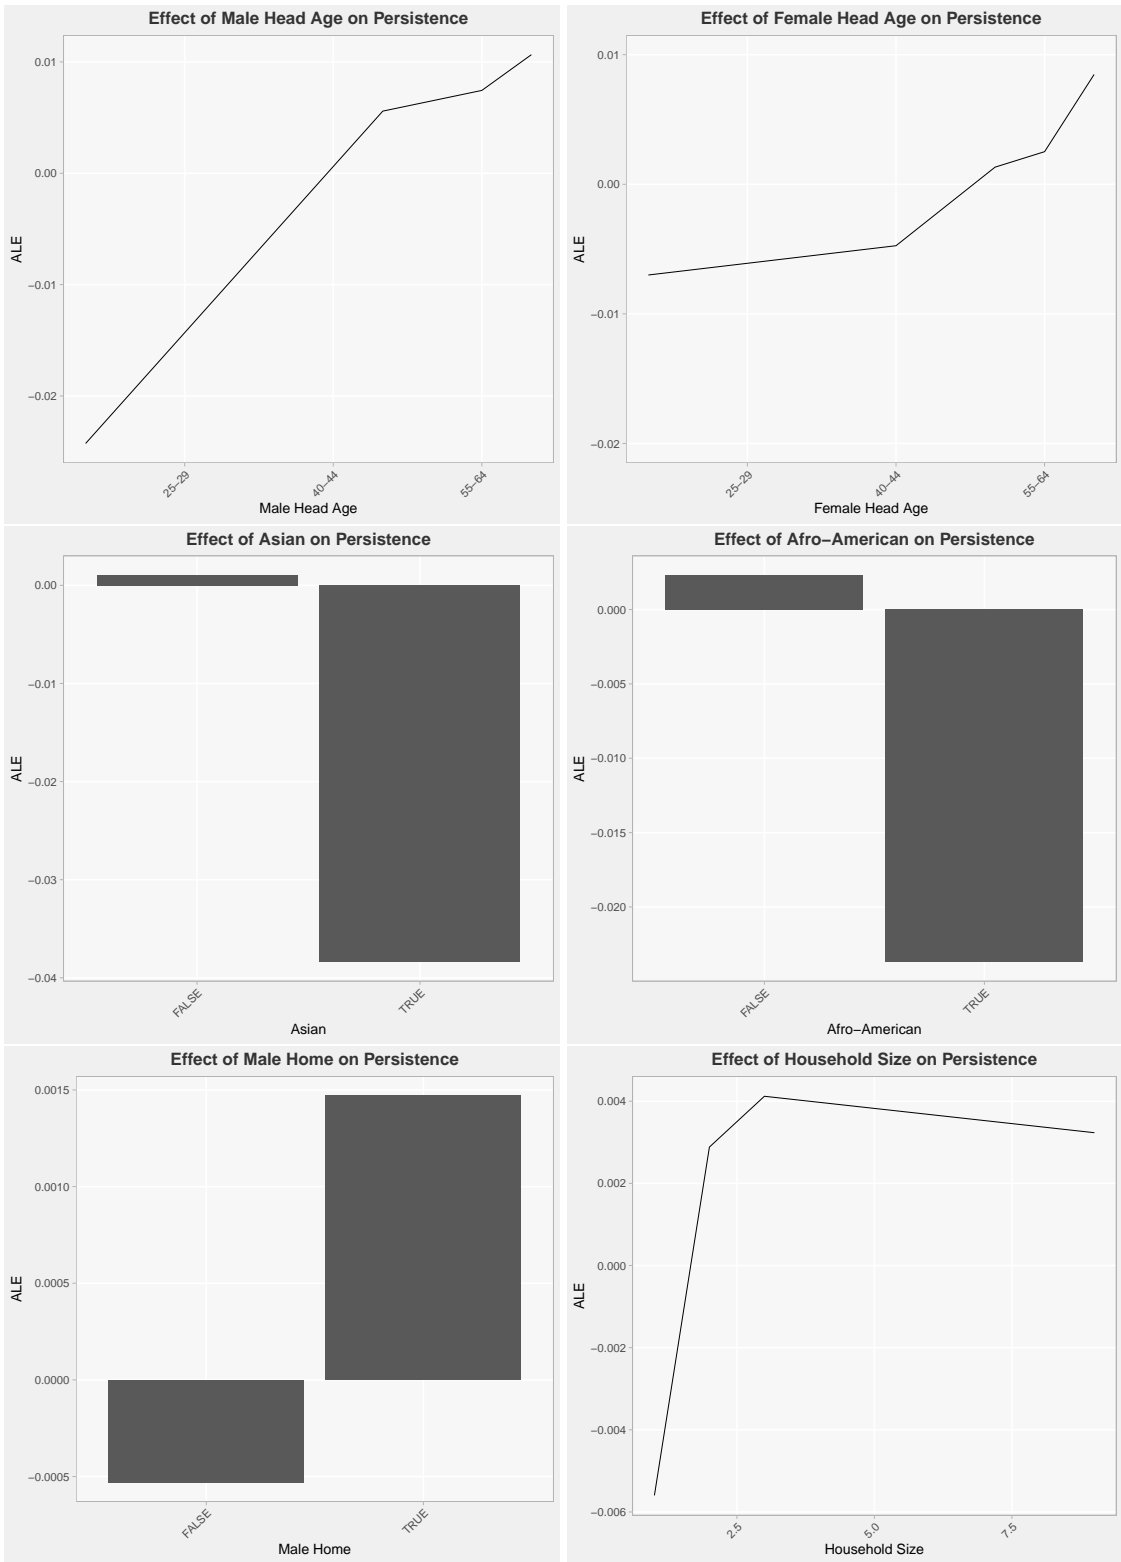 Effect of Male Head Age on Persistence
0.01
0.00
−0.01
−0.02
ALE
25−29
40−44
55−64
Male Head Age
Effect of Female Head Age on Persistence
0.01
0.00
−0.01
−0.02
ALE
25−29
40−44
55−64
Female Head Age
Effect of Asian on Persistence
0.00
−0.01
−0.02
−0.03
−0.04
ALE
FALSE
TRUE
Asian
Effect of Afro−American on Persistence
0.000
−0.005
−0.010
−0.015
−0.020
ALE
FALSE
TRUE
Afro−American
Effect of Male Home on Persistence
0.0015
0.0010
0.0005
0.0000
−0.0005
ALE
FALSE
TRUE
Male Home
Effect of Household Size on Persistence
0.004
0.002
0.000
−0.002
−0.004
−0.006
ALE
2.5
5.0
7.5
Household Size